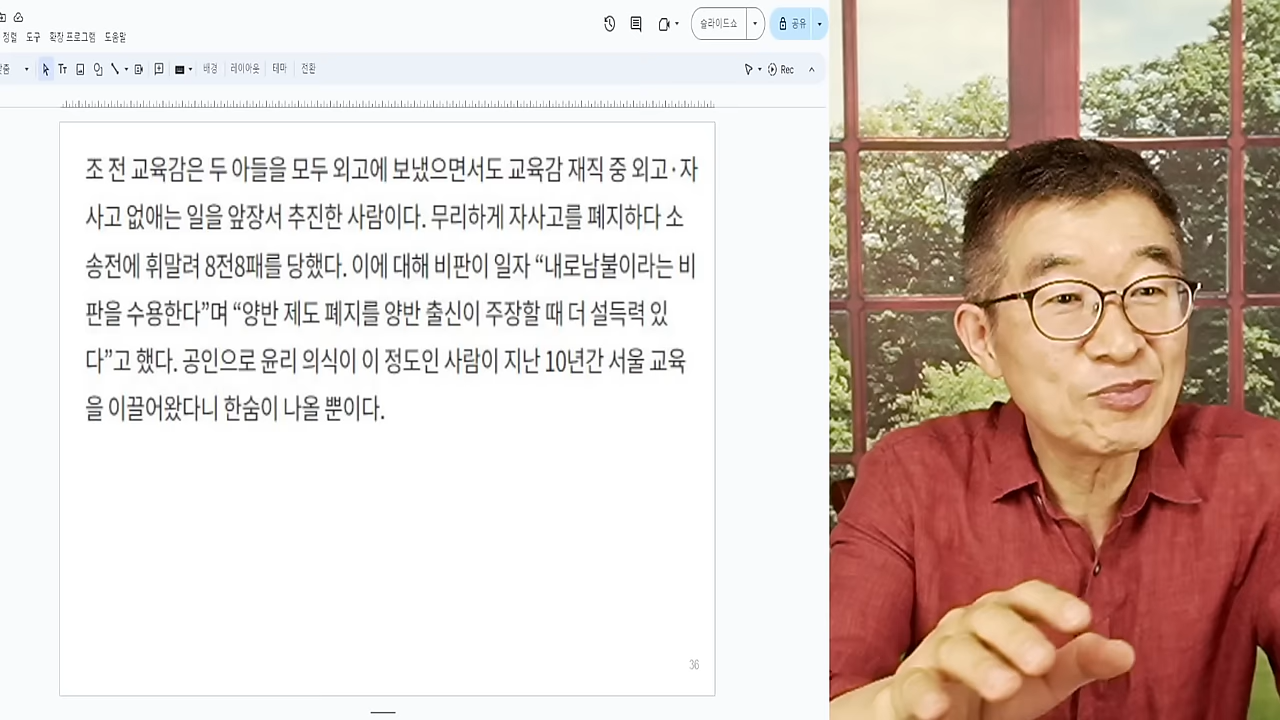 정렬 도구 확장 프로그램 도움말
슬라이드쇼
공유
배경 레이아웃 테마 전환
Rec
조 전 교육감은 두 아들을 모두 외고에 보냈으면서도 교육감 재직 중 외고·자
사고 없애는 일을 앞장서 추진한 사람이다. 무리하게 자사고를 폐지하다 소
송전에 휘말려 8전8패를 당했다. 이에 대해 비판이 일자 “내로남불이라는 비
판을 수용한다”며 “양반 제도 폐지를 양반 출신이 주장할 때 더 설득력 있
다”고 했다. 공인으로 윤리 의식이 이 정도인 사람이 지난 10년간 서울 교육
을 이끌어왔다니 한숨이 나올 뿐이다.
36